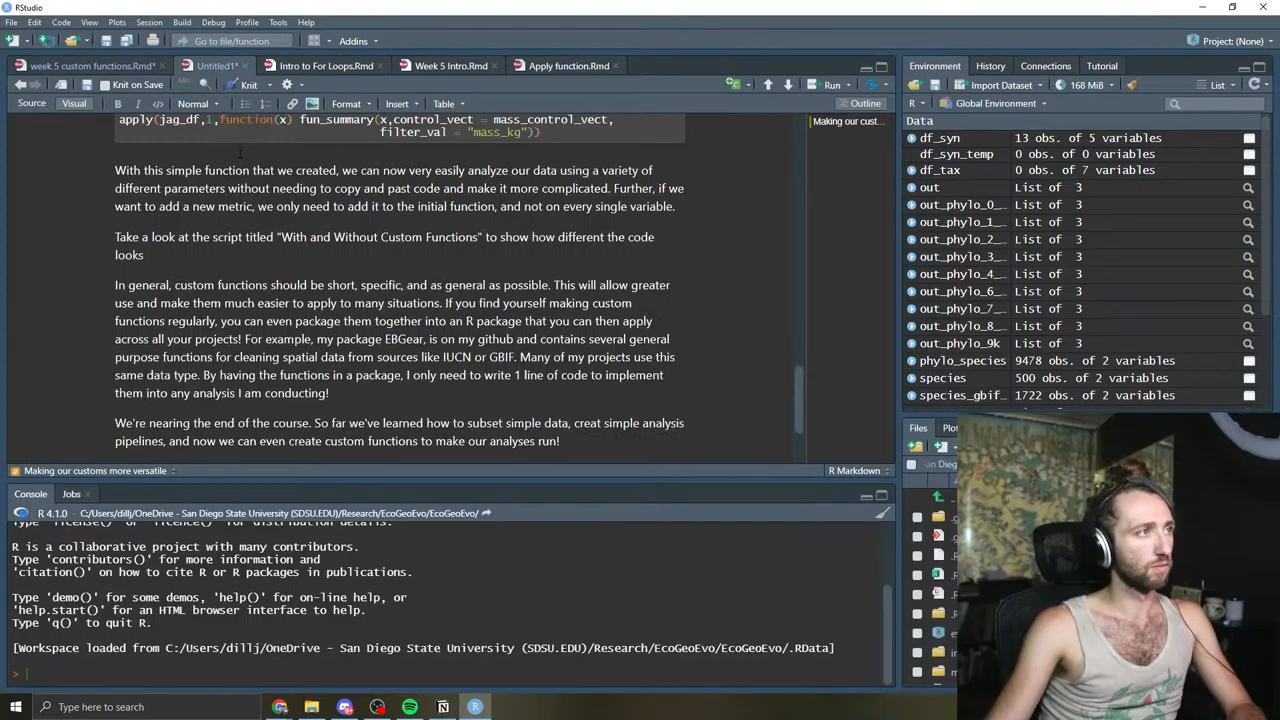 RStudio
File Edit Code View Plots Session Build Debug Profile Tools Help
Go to file/function Addins Project: (None)
week 5 custom functions.Rmd* Untitled1* Intro to For Loops.Rmd Week 5 Intro.Rmd Apply function.Rmd
Knit on Save Knit Run
Source Visual B I Normal Format Insert Table Outline
apply(jag_df,1,function(x) fun_summary(x,control_vect = mass_control_vect,
filter_val = "mass_kg"))
Making our cust...
With this simple function that we created, we can now very easily analyze our data using a variety of
different parameters without needing to copy and past code and make it more complicated. Further, if we
want to add a new metric, we only need to add it to the initial function, and not on every single variable.
Take a look at the script titled "With and Without Custom Functions" to show how different the code
looks
In general, custom functions should be short, specific, and as general as possible. This will allow greater
use and make them much easier to apply to many situations. If you find yourself making custom
functions regularly, you can even package them together into an R package that you can then apply
across all your projects! For example, my package EBGear, is on my github and contains several general
purpose functions for cleaning spatial data from sources like IUCN or GBIF. Many of my projects use this
same data type. By having the functions in a package, I only need to write 1 line of code to implement
them into any analysis I am conducting!
We're nearing the end of the course. So far we've learned how to subset simple data, creat simple analysis
pipelines, and now we can even create custom functions to make our analyses run!
Making our customs more versatile R Markdown
Console Jobs
R 4.1.0 · C:/Users/dillj/OneDrive - San Diego State University (SDSU.EDU)/Research/EcoGeoEvo/EcoGeoEvo/
Type 'license()' or 'licence()' for distribution details.
R is a collaborative project with many contributors.
Type 'contributors()' for more information and
'citation()' on how to cite R or R packages in publications.
Type 'demo()' for some demos, 'help()' for on-line help, or
'help.start()' for an HTML browser interface to help.
Type 'q()' to quit R.
[Workspace loaded from C:/Users/dillj/OneDrive - San Diego State University (SDSU.EDU)/Research/EcoGeoEvo/EcoGeoEvo/.RData]
>
Environment History Connections Tutorial
Import Dataset 168 MiB List
R Global Environment
Data
df_syn 13 obs. of 5 variables
df_syn_temp 0 obs. of 0 variables
df_tax 0 obs. of 7 variables
out List of 3
out_phylo_0_… List of 3
out_phylo_1_… List of 3
out_phylo_2_… List of 3
out_phylo_3_… List of 3
out_phylo_4_… List of 3
out_phylo_6_… List of 3
out_phylo_7_… List of 3
out_phylo_8_… List of 3
out_phylo_9k… List of 3
phylo_species 9478 obs. of 2 variables
species 500 obs. of 2 variables
species_gbif… 1722 obs. of 2 variables
Files Plot
San Diego
Type here to search